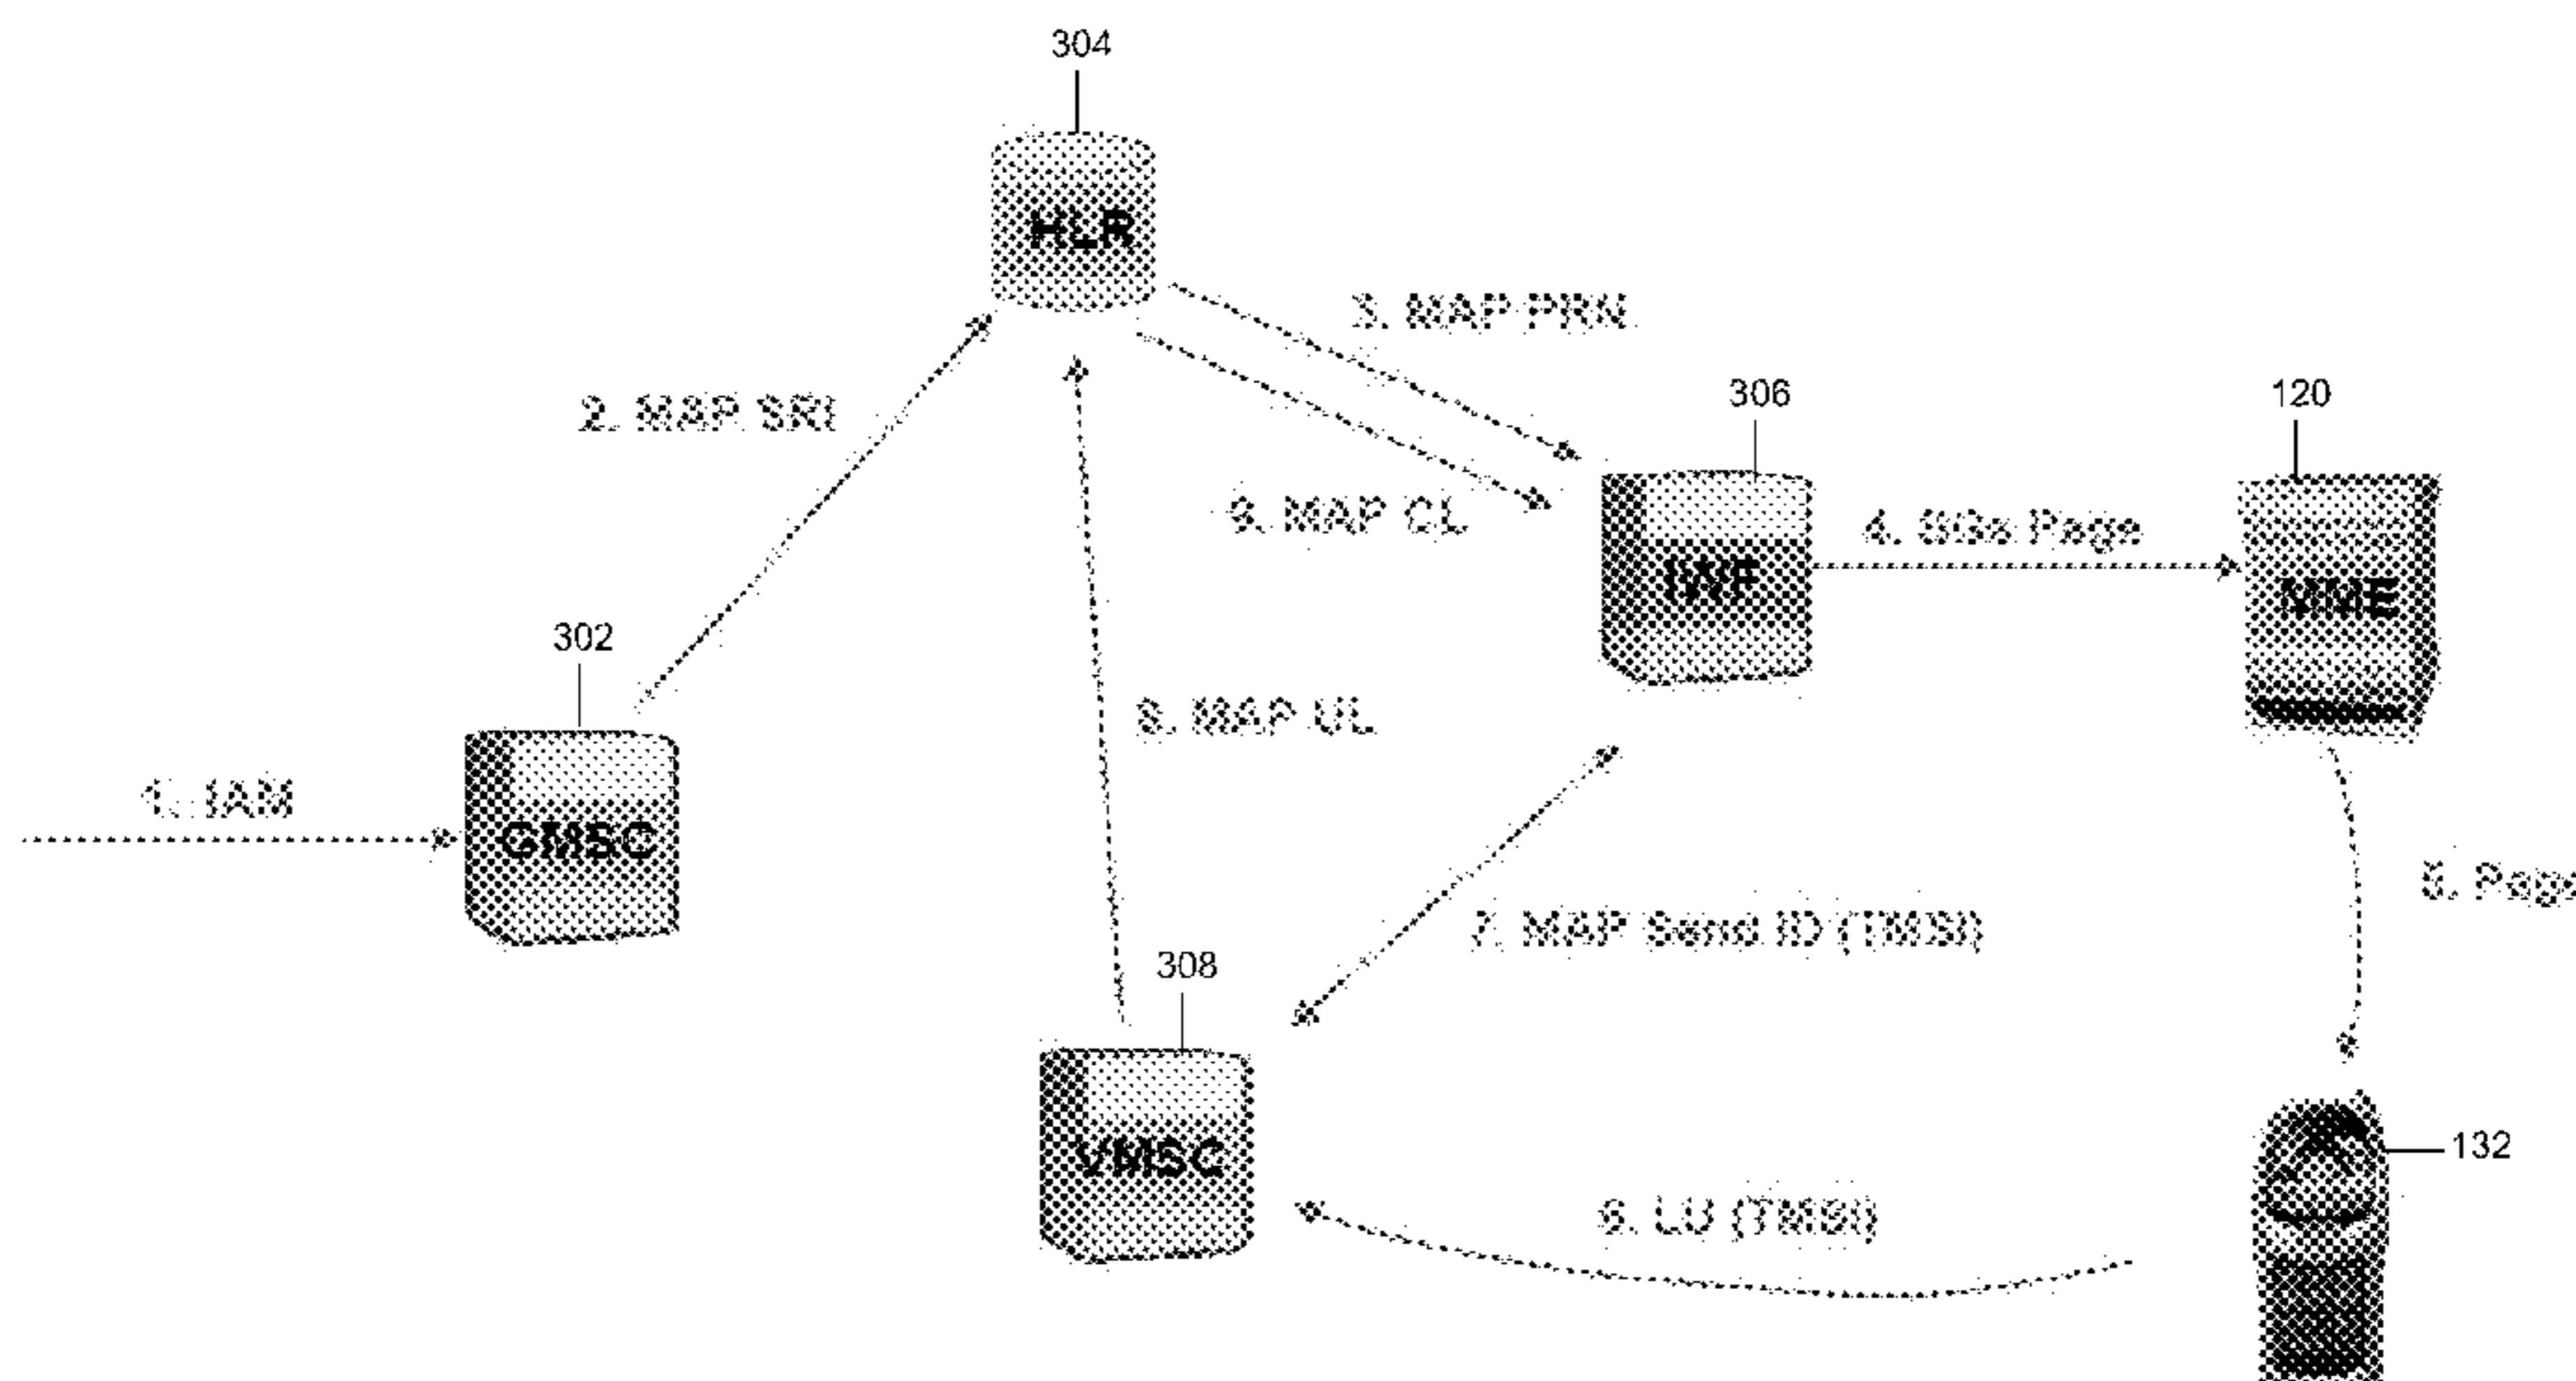 304
HLR
3. MAP PRN
306
120
2. MAP SRI
9. MAP CL
4. SGs Page
IWF
MME
302
8. MAP UL
1. IAM
GMSC
5. Page
7. MAP Send ID (TMSI)
308
VMSC
132
6. LU (TMSI)